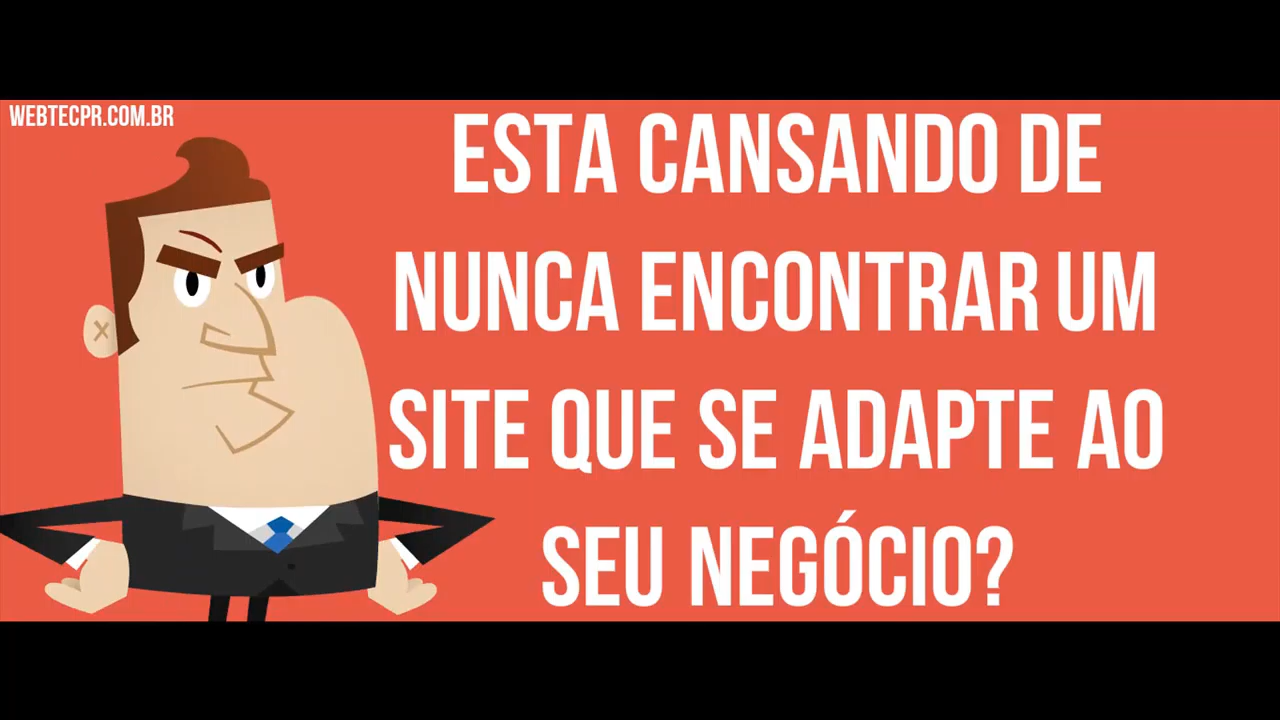 WEBTECPR.COM.BR
ESTA CANSANDO DE
NUNCA ENCONTRAR UM
SITE QUE SE ADAPTE AO
SEU NEGÓCIO?